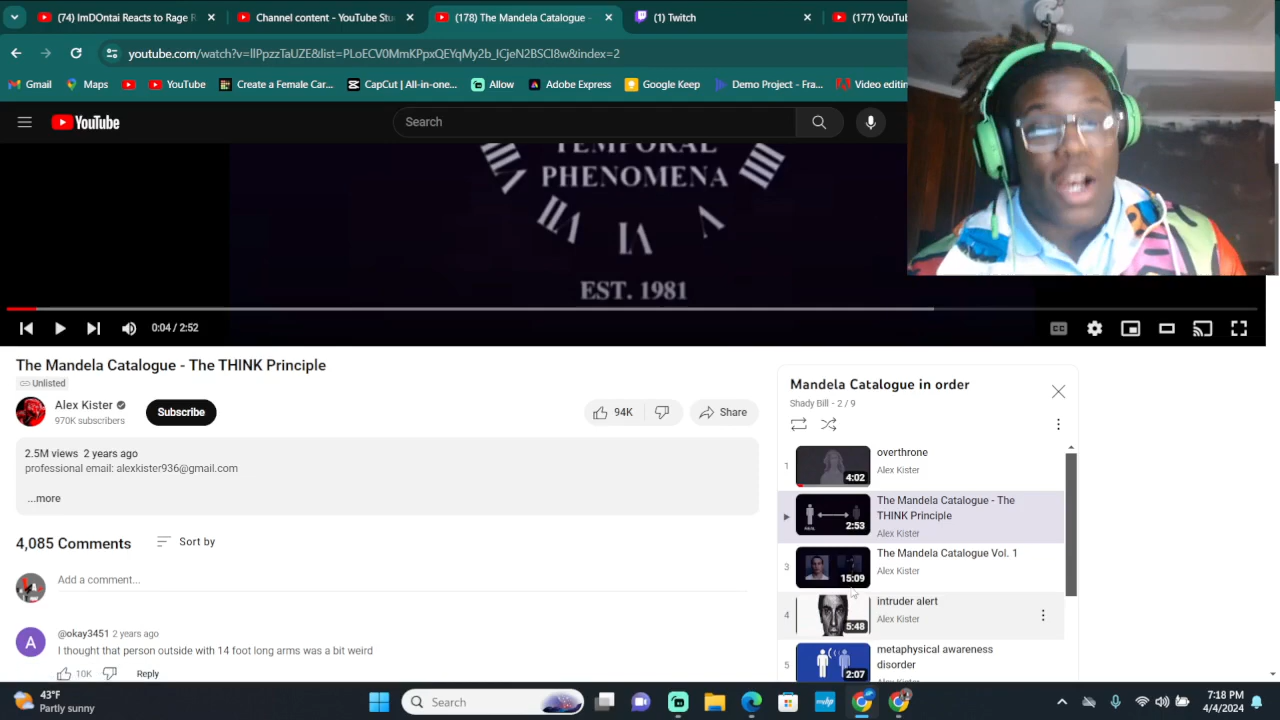 (74) ImDOntai Reacts to Rage R
Channel content - YouTube Stu
(178) The Mandela Catalogue -
(1) Twitch
(177) YouT
youtube.com/watch?v=llPpzzTaUZE&list=PLoECV0MmKPpxQEYqMy2b_ICjeN2BSCI8w&index=2
Gmail
Maps
YouTube
Create a Female Car...
CapCut | All-in-one...
Allow
Adobe Express
Google Keep
Demo Project - Fra...
Video editin
YouTube
Search
TEMPORAL
PHENOMENA
EST. 1981
0:04 / 2:52
The Mandela Catalogue - The THINK Principle
Unlisted
Alex Kister
970K subscribers
Subscribe
94K
Share
2.5M views 2 years ago
professional email: alexkister936@gmail.com
...more
4,085 Comments
Sort by
Add a comment...
A
@okay3451 2 years ago
I thought that person outside with 14 foot long arms was a bit weird
10K
Reply
Mandela Catalogue in order
Shady Bill - 2 / 9
1
4:02
overthrone
Alex Kister
REAL
2:53
The Mandela Catalogue - The
THINK Principle
Alex Kister
3
15:09
The Mandela Catalogue Vol. 1
Alex Kister
4
5:48
intruder alert
Alex Kister
5
2:07
metaphysical awareness
disorder
Alex Kister
43°F
Partly sunny
Search
7:18 PM
4/4/2024